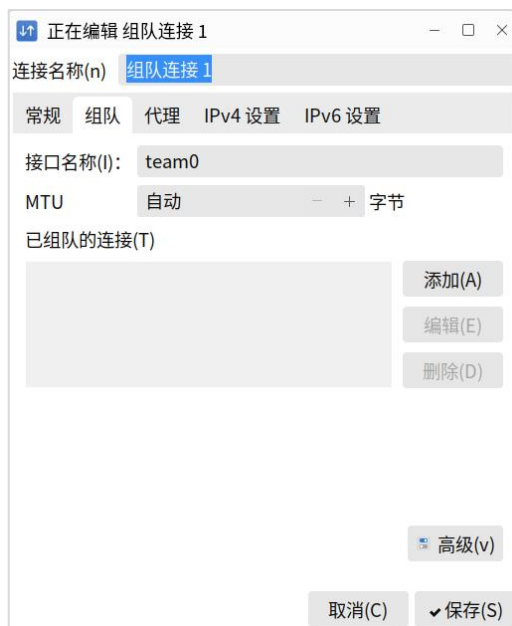 正在编辑 组队连接 1
连接名称(n) 组队连接 1
常规 组队 代理 IPv4 设置 IPv6 设置
接口名称(I)： team0
MTU 自动 字节
已组队的连接(T)
添加(A)
编辑(E)
删除(D)
高级(v)
取消(C) 保存(S)